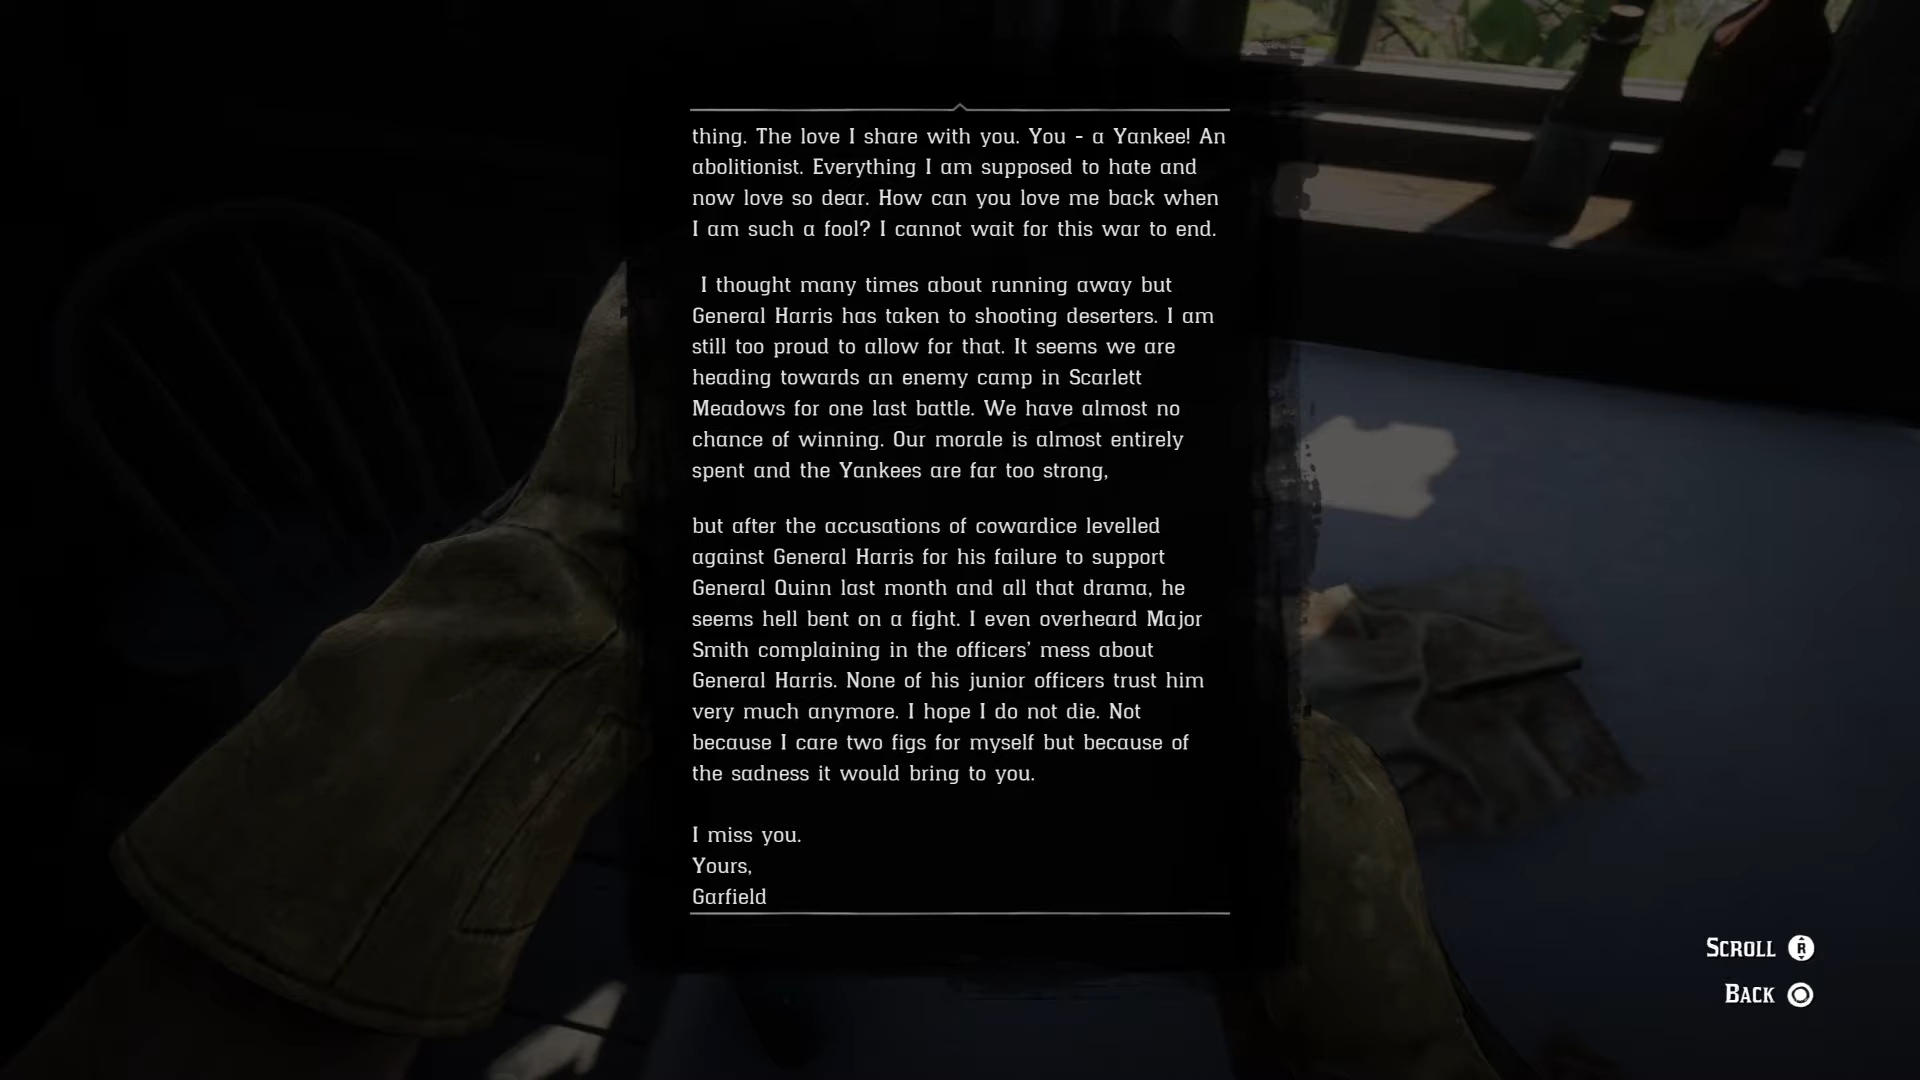 thing. The love I share with you. You - a Yankee! An
abolitionist. Everything I am supposed to hate and
now love so dear. How can you love me back when
I am such a fool? I cannot wait for this war to end.
I thought many times about running away but
General Harris has taken to shooting deserters. I am
still too proud to allow for that. It seems we are
heading towards an enemy camp in Scarlett
Meadows for one last battle. We have almost no
chance of winning. Our morale is almost entirely
spent and the Yankees are far too strong,
but after the accusations of cowardice levelled
against General Harris for his failure to support
General Quinn last month and all that drama, he
seems hell bent on a fight. I even overheard Major
Smith complaining in the officers’ mess about
General Harris. None of his junior officers trust him
very much anymore. I hope I do not die. Not
because I care two figs for myself but because of
the sadness it would bring to you.
I miss you.
Yours,
Garfield
SCROLL R
BACK